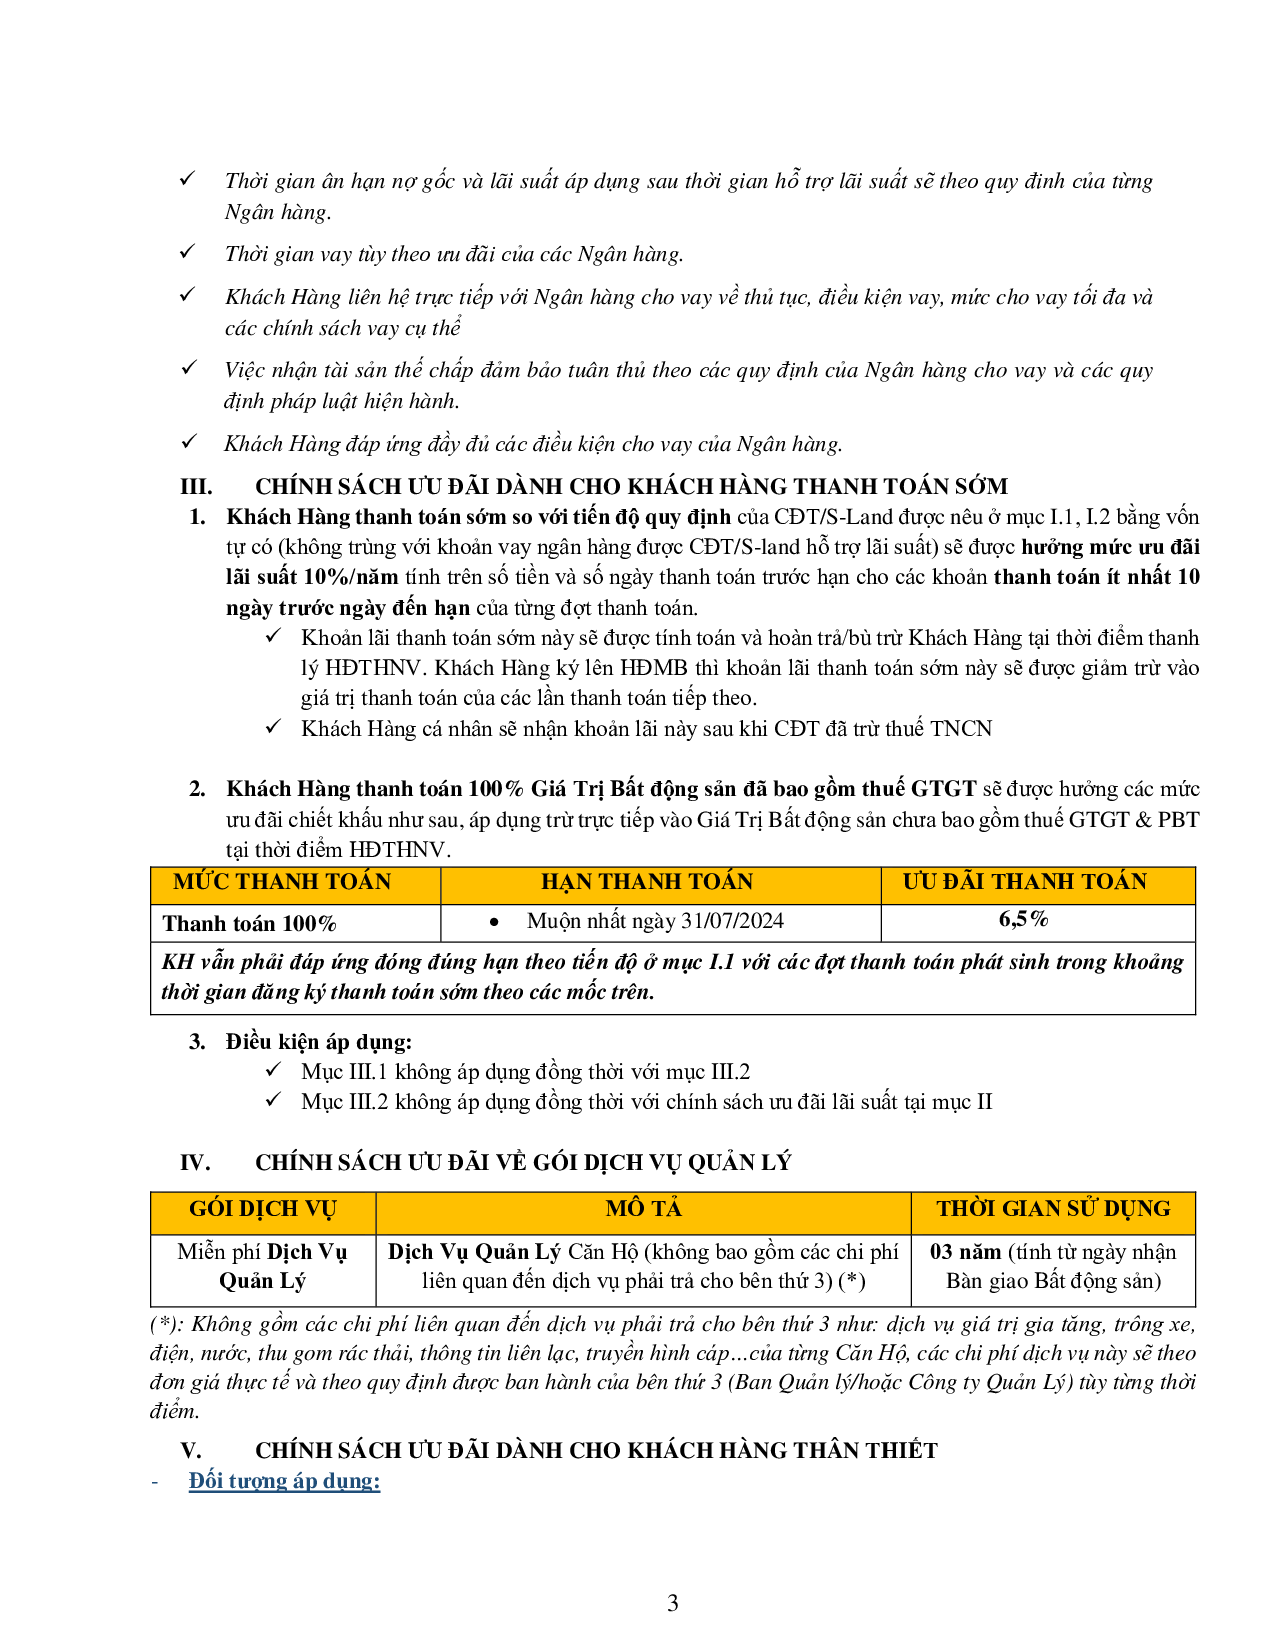 ✓ Thời gian ân hạn nợ gốc và lãi suất áp dụng sau thời gian hỗ trợ lãi suất sẽ theo quy đinh của từng
Ngân hàng.
✓ Thời gian vay tùy theo ưu đãi của các Ngân hàng.
✓ Khách Hàng liên hệ trực tiếp với Ngân hàng cho vay về thủ tục, điều kiện vay, mức cho vay tối đa và
các chính sách vay cụ thể
✓ Việc nhận tài sản thế chấp đảm bảo tuân thủ theo các quy định của Ngân hàng cho vay và các quy
định pháp luật hiện hành.
✓ Khách Hàng đáp ứng đầy đủ các điều kiện cho vay của Ngân hàng.
III. CHÍNH SÁCH ƯU ĐÃI DÀNH CHO KHÁCH HÀNG THANH TOÁN SỚM
1. Khách Hàng thanh toán sớm so với tiến độ quy định của CĐT/S-Land được nêu ở mục I.1, I.2 bằng vốn
tự có (không trùng với khoản vay ngân hàng được CĐT/S-land hỗ trợ lãi suất) sẽ được hưởng mức ưu đãi
lãi suất 10%/năm tính trên số tiền và số ngày thanh toán trước hạn cho các khoản thanh toán ít nhất 10
ngày trước ngày đến hạn của từng đợt thanh toán.
✓ Khoản lãi thanh toán sớm này sẽ được tính toán và hoàn trả/bù trừ Khách Hàng tại thời điểm thanh
lý HĐTHNV. Khách Hàng ký lên HĐMB thì khoản lãi thanh toán sớm này sẽ được giảm trừ vào
giá trị thanh toán của các lần thanh toán tiếp theo.
✓ Khách Hàng cá nhân sẽ nhận khoản lãi này sau khi CĐT đã trừ thuế TNCN
2. Khách Hàng thanh toán 100% Giá Trị Bất động sản đã bao gồm thuế GTGT sẽ được hưởng các mức
ưu đãi chiết khấu như sau, áp dụng trừ trực tiếp vào Giá Trị Bất động sản chưa bao gồm thuế GTGT & PBT
tại thời điểm HĐTHNV.
MỨC THANH TOÁN HẠN THANH TOÁN ƯU ĐÃI THANH TOÁN
Thanh toán 100% • Muộn nhất ngày 31/07/2024 6,5%
KH vẫn phải đáp ứng đóng đúng hạn theo tiến độ ở mục I.1 với các đợt thanh toán phát sinh trong khoảng
thời gian đăng ký thanh toán sớm theo các mốc trên.
3. Điều kiện áp dụng:
✓ Mục III.1 không áp dụng đồng thời với mục III.2
✓ Mục III.2 không áp dụng đồng thời với chính sách ưu đãi lãi suất tại mục II
IV. CHÍNH SÁCH ƯU ĐÃI VỀ GÓI DỊCH VỤ QUẢN LÝ
GÓI DỊCH VỤ MÔ TẢ THỜI GIAN SỬ DỤNG
Miễn phí Dịch Vụ Dịch Vụ Quản Lý Căn Hộ (không bao gồm các chi phí 03 năm (tính từ ngày nhận
Quản Lý liên quan đến dịch vụ phải trả cho bên thứ 3) (*) Bàn giao Bất động sản)
(*): Không gồm các chi phí liên quan đến dịch vụ phải trả cho bên thứ 3 như: dịch vụ giá trị gia tăng, trông xe,
điện, nước, thu gom rác thải, thông tin liên lạc, truyền hình cáp...của từng Căn Hộ, các chi phí dịch vụ này sẽ theo
đơn giá thực tế và theo quy định được ban hành của bên thứ 3 (Ban Quản lý/hoặc Công ty Quản Lý) tùy từng thời
điểm.
V. CHÍNH SÁCH ƯU ĐÃI DÀNH CHO KHÁCH HÀNG THÂN THIẾT
- Đối tượng áp dụng:
3